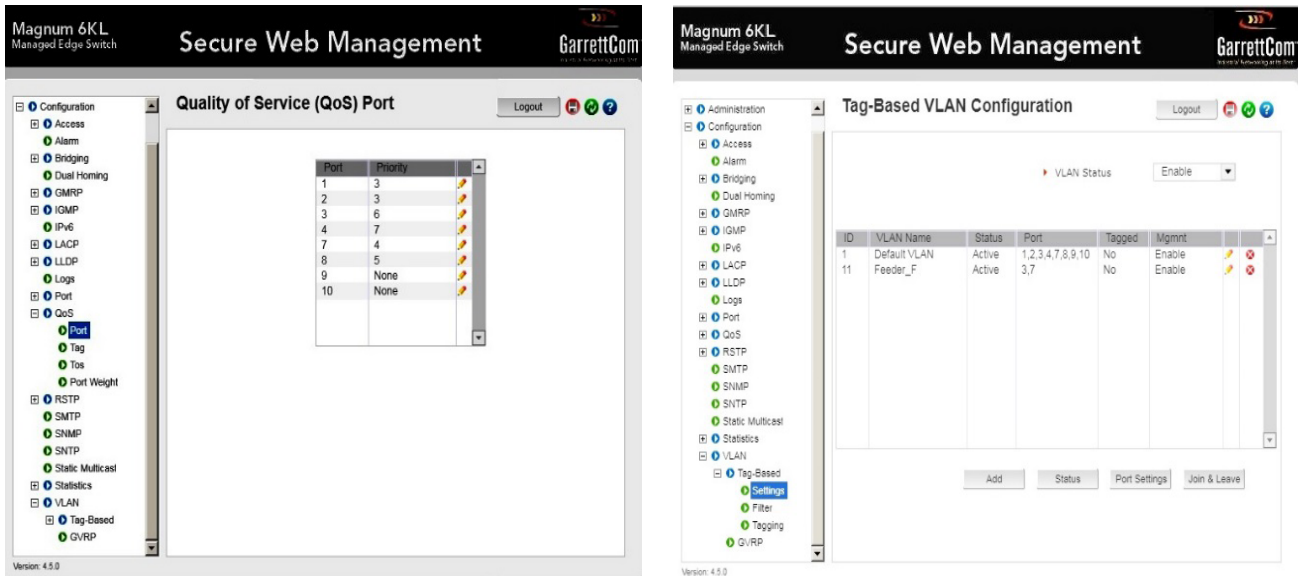 Magnum 6KL
Managed Edge Switch
Secure Web Management
GarrettCom
Configuration
Access
Alarm
Bridging
Dual Homing
GMRP
IGMP
IPv6
LACP
LLDP
Logs
Port
QoS
Port
Tag
Tos
Port Weight
RSTP
SMTP
SNMP
SNTP
Static Multicast
Statistics
VLAN
Tag-Based
GVRP
Version: 4.5.0
Quality of Service (QoS) Port
Logout
Port Priority
1 3
2 3
3 6
4 7
7 4
8 5
9 None
10 None
Magnum 6KL
Managed Edge Switch
Secure Web Management
GarrettCom
Administration
Configuration
Access
Alarm
Bridging
Dual Homing
GMRP
IGMP
IPv6
LACP
LLDP
Logs
Port
QoS
RSTP
SMTP
SNMP
SNTP
Static Multicast
Statistics
VLAN
Tag-Based
Settings
Filter
Tagging
GVRP
Version: 4.5.0
Tag-Based VLAN Configuration
Logout
VLAN Status Enable
ID VLAN Name Status Port Tagged Mgmnt
1 Default VLAN Active 1,2,3,4,7,8,9,10 No Enable
11 Feeder_F Active 3,7 No Enable
Add Status Port Settings Join & Leave